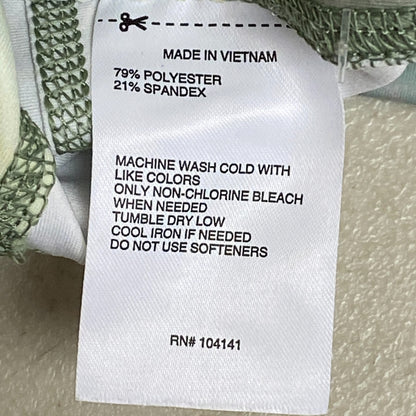 MADE IN VIETNAM
79% POLYESTER
21% SPANDEX
MACHINE WASH COLD WITH
LIKE COLORS
ONLY NON-CHLORINE BLEACH
WHEN NEEDED
TUMBLE DRY LOW
COOL IRON IF NEEDED
DO NOT USE SOFTENERS
RN# 104141